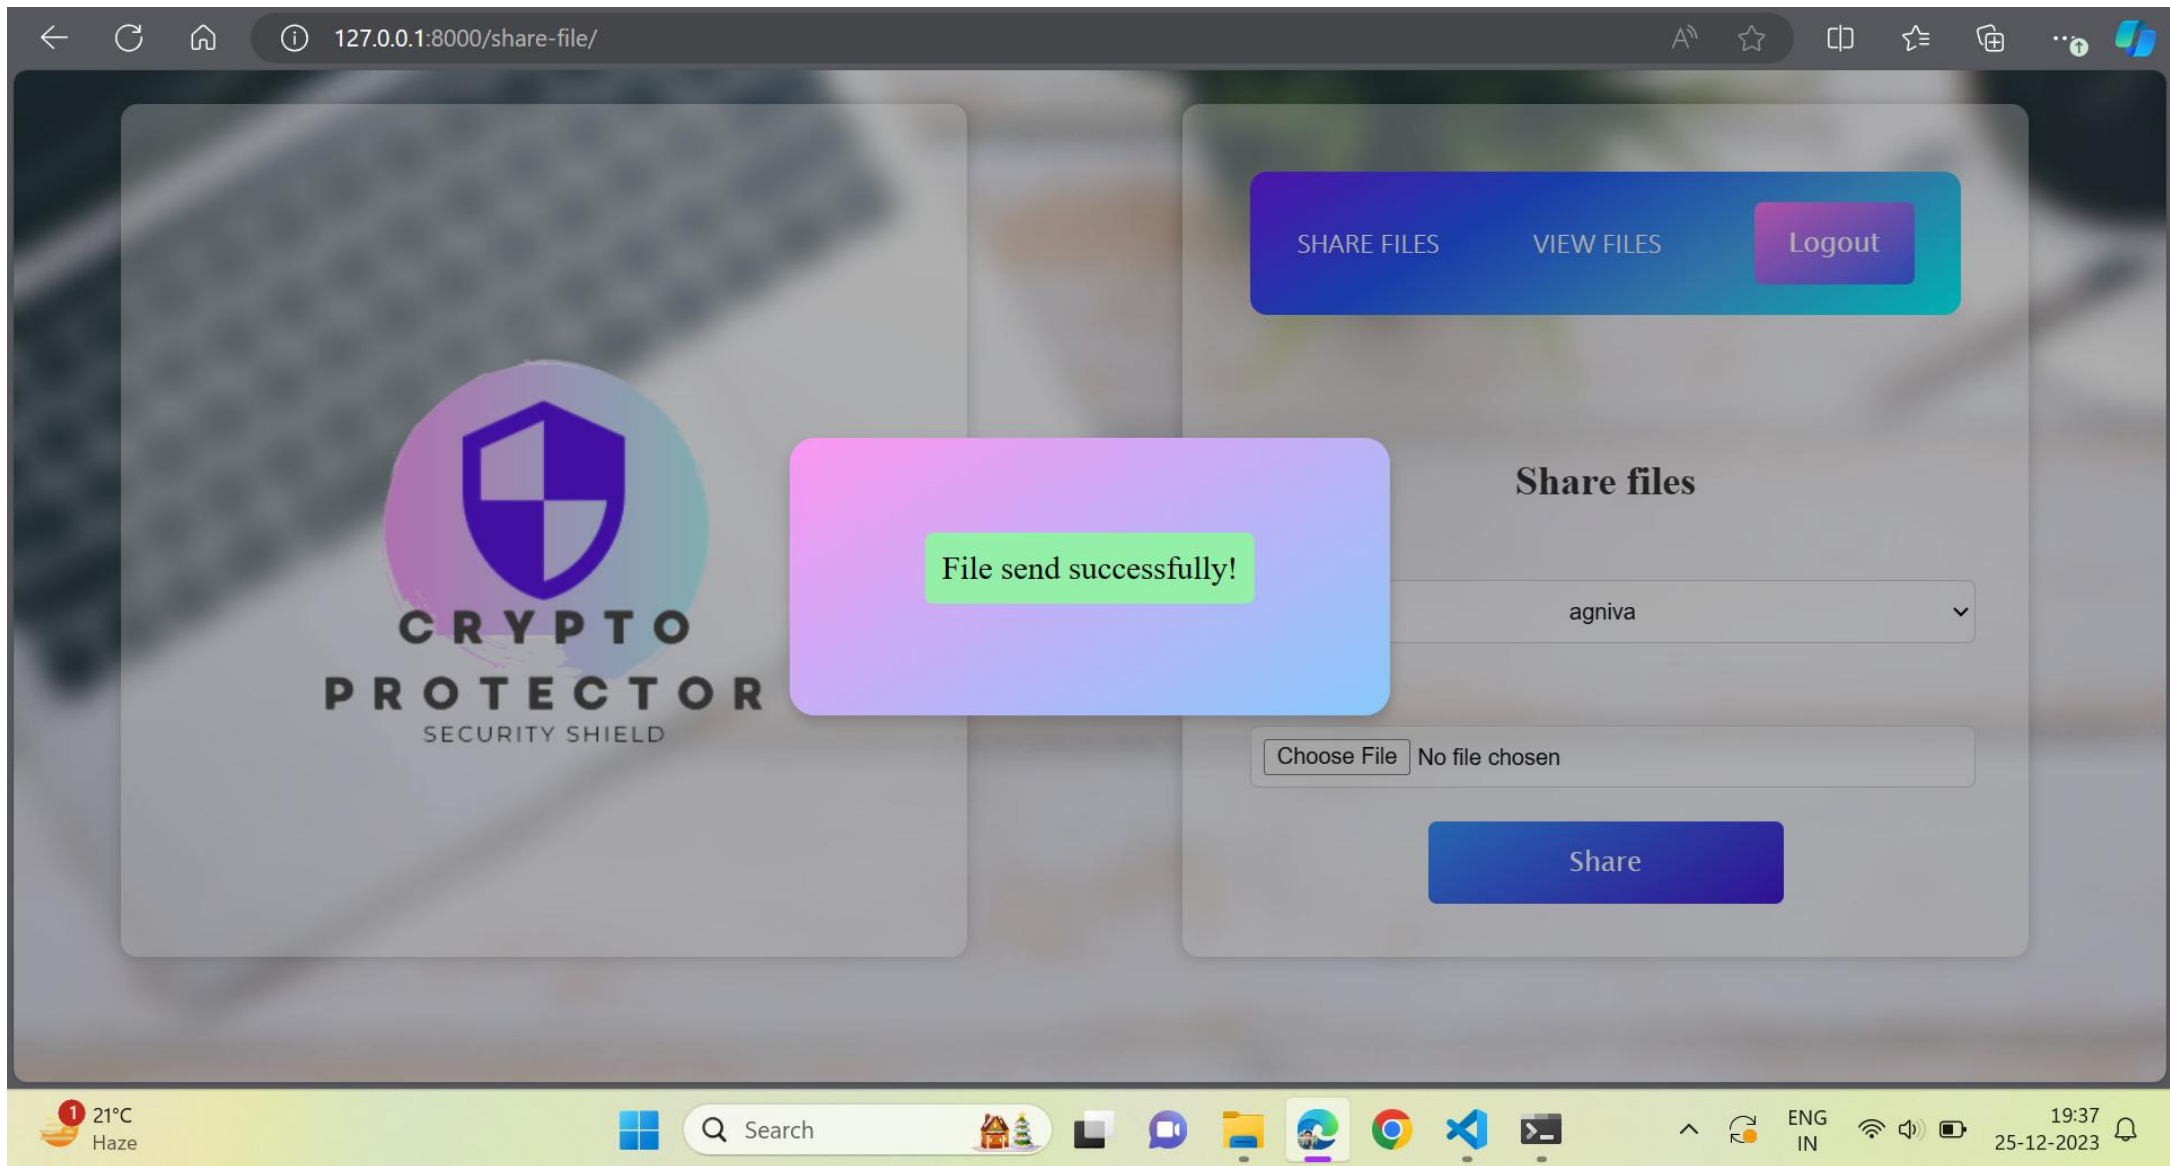 127.0.0.1:8000/share-file/
SHARE FILES
VIEW FILES
Logout
CRYPTO
PROTECTOR
SECURITY SHIELD
File send successfully!
Share files
agniva
Choose File No file chosen
Share
1
21°C
Haze
Search
ENG
IN
19:37
25-12-2023